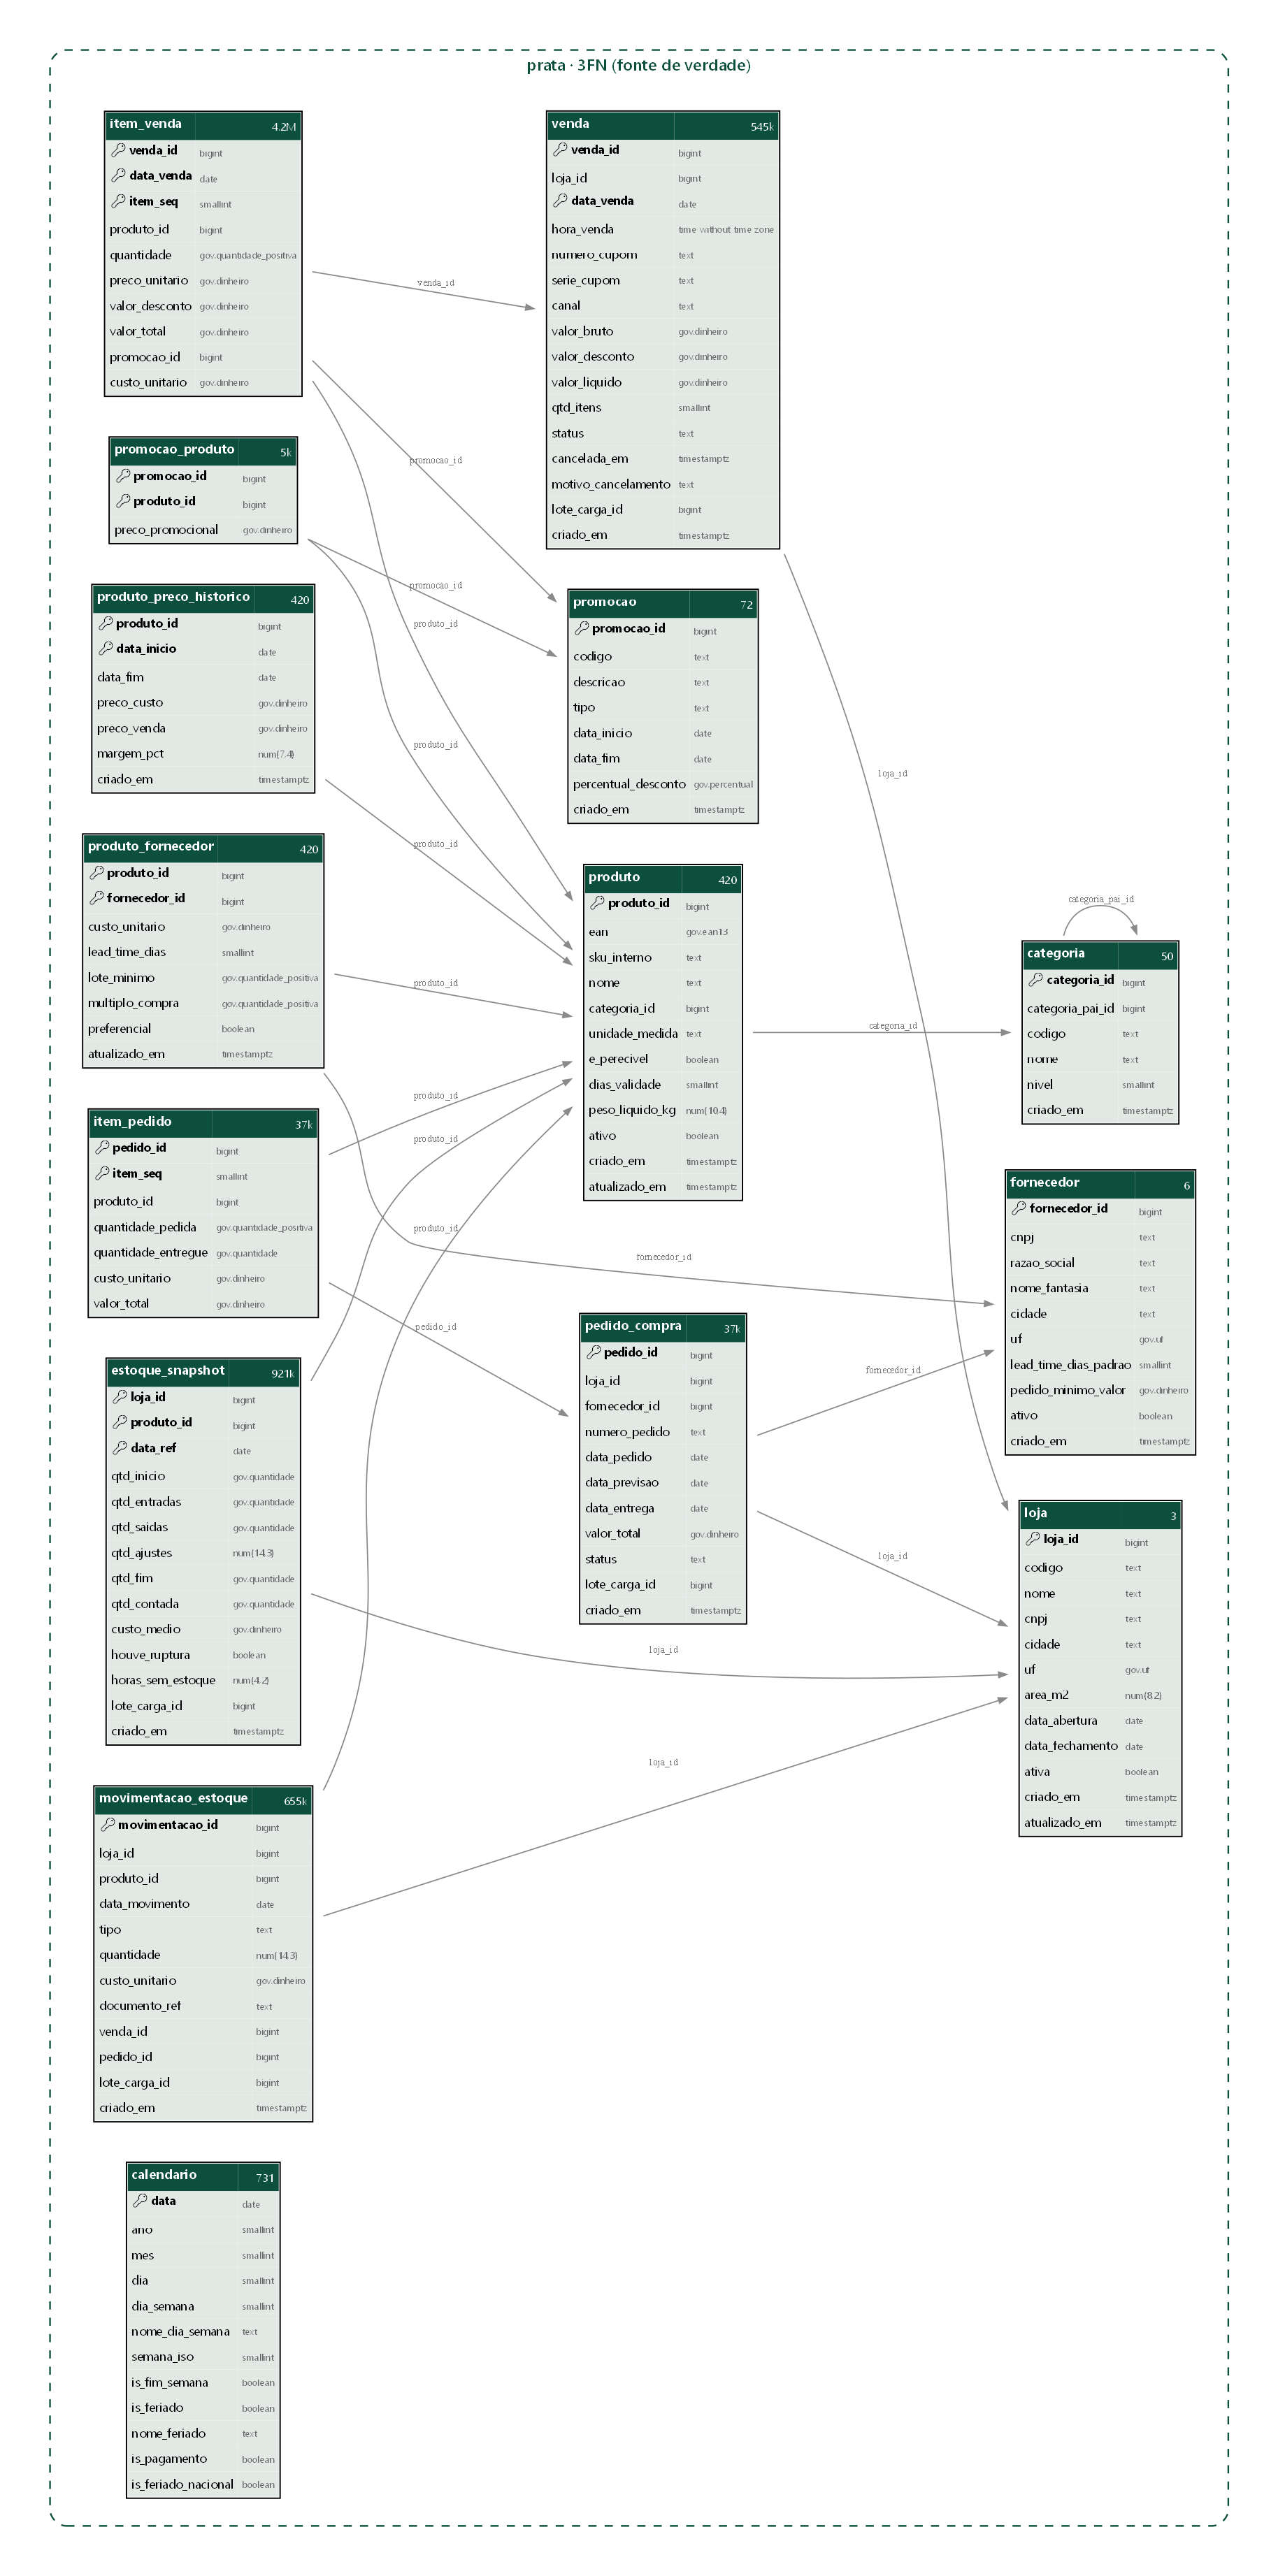 prata · 3FN (fonte de verdade)
item_venda 4.2M
venda_id bigint
data_venda date
item_seq smallint
produto_id bigint
quantidade gov.quantidade_positiva
preco_unitario gov.dinheiro
valor_desconto gov.dinheiro
valor_total gov.dinheiro
promocao_id bigint
custo_unitario gov.dinheiro
promocao_produto 5k
promocao_id bigint
produto_id bigint
preco_promocional gov.dinheiro
produto_preco_historico 420
produto_id bigint
data_inicio date
data_fim date
preco_custo gov.dinheiro
preco_venda gov.dinheiro
margem_pct num(7.4)
criado_em timestamptz
produto_fornecedor 420
produto_id bigint
fornecedor_id bigint
custo_unitario gov.dinheiro
lead_time_dias smallint
lote_minimo gov.quantidade_positiva
multiplo_compra gov.quantidade_positiva
preferencial boolean
atualizado_em timestamptz
item_pedido 37k
pedido_id bigint
item_seq smallint
produto_id bigint
quantidade_pedida gov.quantidade_positiva
quantidade_entregue gov.quantidade
custo_unitario gov.dinheiro
valor_total gov.dinheiro
estoque_snapshot 921k
loja_id bigint
produto_id bigint
data_ref date
qtd_inicio gov.quantidade
qtd_entradas gov.quantidade
qtd_saidas gov.quantidade
qtd_ajustes num(14.3)
qtd_fim gov.quantidade
qtd_contada gov.quantidade
custo_medio gov.dinheiro
houve_ruptura boolean
horas_sem_estoque num(4.2)
lote_carga_id bigint
criado_em timestamptz
movimentacao_estoque 655k
movimentacao_id bigint
loja_id bigint
produto_id bigint
data_movimento date
tipo text
quantidade num(14.3)
custo_unitario gov.dinheiro
documento_ref text
venda_id bigint
pedido_id bigint
lote_carga_id bigint
criado_em timestamptz
calendario 731
data date
ano smallint
mes smallint
dia smallint
dia_semana smallint
nome_dia_semana text
semana_iso smallint
is_fim_semana boolean
is_feriado boolean
nome_feriado text
is_pagamento boolean
is_feriado_nacional boolean
venda_id
promocao_id
promocao_id
produto_id
produto_id
produto_id
produto_id
produto_id
produto_id
produto_id
pedido_id
venda 545k
venda_id bigint
loja_id bigint
data_venda date
hora_venda time without time zone
numero_cupom text
serie_cupom text
canal text
valor_bruto gov.dinheiro
valor_desconto gov.dinheiro
valor_liquido gov.dinheiro
qtd_itens smallint
status text
cancelada_em timestamptz
motivo_cancelamento text
lote_carga_id bigint
criado_em timestamptz
promocao 72
promocao_id bigint
codigo text
descricao text
tipo text
data_inicio date
data_fim date
percentual_desconto gov.percentual
criado_em timestamptz
produto 420
produto_id bigint
ean gov.ean13
sku_interno text
nome text
categoria_id bigint
unidade_medida text
e_perecivel boolean
dias_validade smallint
peso_liquido_kg num(10.4)
ativo boolean
criado_em timestamptz
atualizado_em timestamptz
fornecedor_id
pedido_compra 37k
pedido_id bigint
loja_id bigint
fornecedor_id bigint
numero_pedido text
data_pedido date
data_previsao date
data_entrega date
valor_total gov.dinheiro
status text
lote_carga_id bigint
criado_em timestamptz
loja_id
loja_id
loja_id
categoria_id
fornecedor_id
loja_id
categoria_pai_id
categoria 50
categoria_id bigint
categoria_pai_id bigint
codigo text
nome text
nivel smallint
criado_em timestamptz
fornecedor 6
fornecedor_id bigint
cnpj text
razao_social text
nome_fantasia text
cidade text
uf gov.uf
lead_time_dias_padrao smallint
pedido_minimo_valor gov.dinheiro
ativo boolean
criado_em timestamptz
loja 3
loja_id bigint
codigo text
nome text
cnpj text
cidade text
uf gov.uf
area_m2 num(8.2)
data_abertura date
data_fechamento date
ativa boolean
criado_em timestamptz
atualizado_em timestamptz